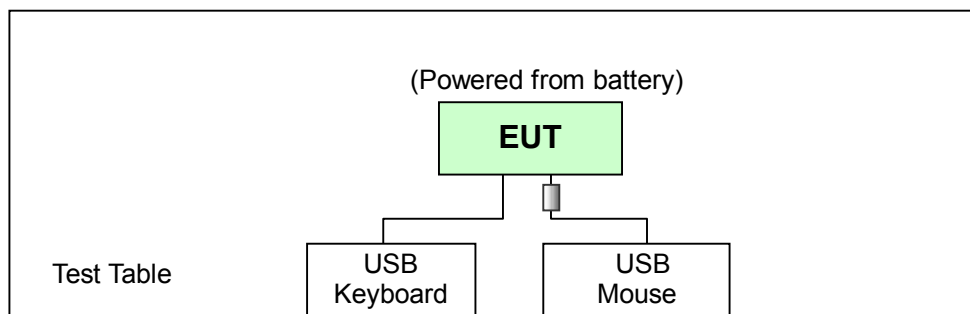 (Powered from battery)
EUT
Test Table
USB
Keyboard
USB
Mouse